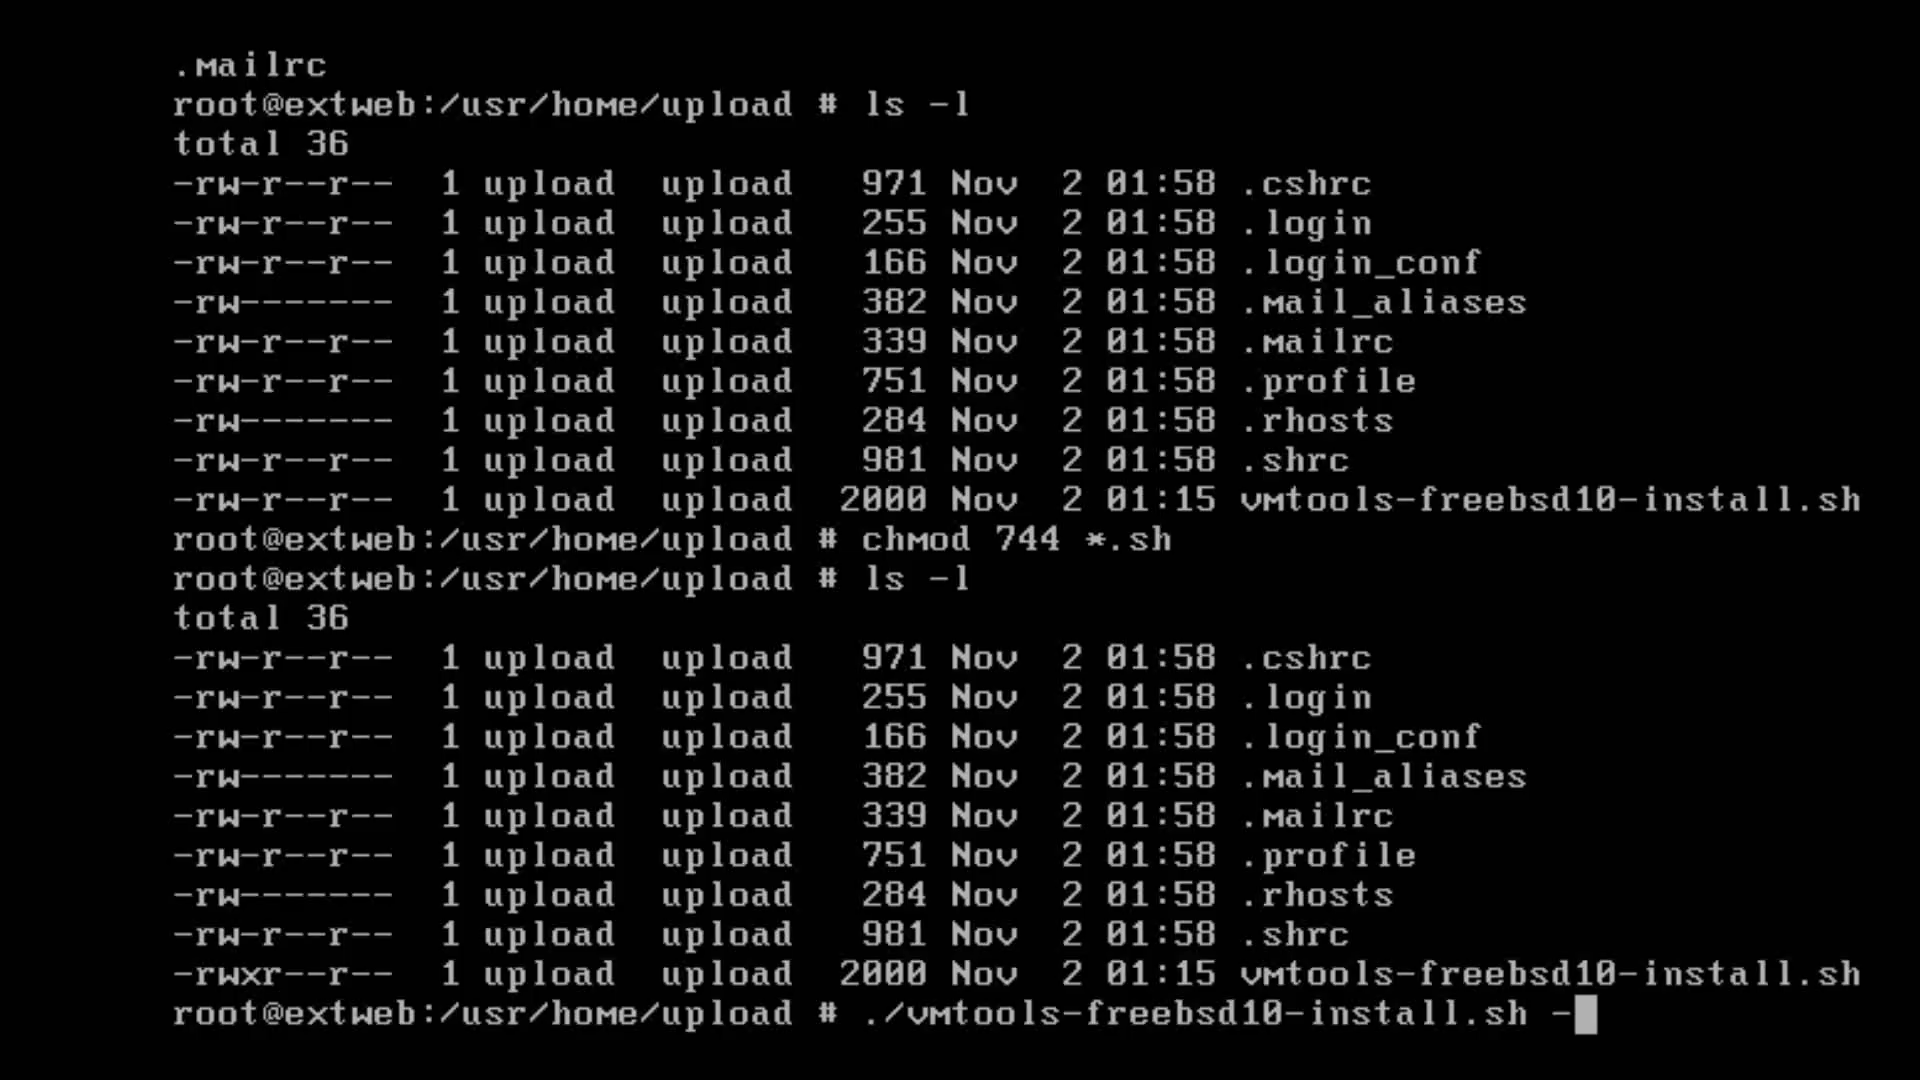 .mailrc
root@extweb:/usr/home/upload # ls -l
total 36
-rw-r--r--  1 upload  upload   971 Nov  2 01:58 .cshrc
-rw-r--r--  1 upload  upload   255 Nov  2 01:58 .login
-rw-r--r--  1 upload  upload   166 Nov  2 01:58 .login_conf
-rw-------  1 upload  upload   382 Nov  2 01:58 .mail_aliases
-rw-r--r--  1 upload  upload   339 Nov  2 01:58 .mailrc
-rw-r--r--  1 upload  upload   751 Nov  2 01:58 .profile
-rw-------  1 upload  upload   284 Nov  2 01:58 .rhosts
-rw-r--r--  1 upload  upload   981 Nov  2 01:58 .shrc
-rw-r--r--  1 upload  upload  2000 Nov  2 01:15 vmtools-freebsd10-install.sh
root@extweb:/usr/home/upload # chmod 744 *.sh
root@extweb:/usr/home/upload # ls -l
total 36
-rw-r--r--  1 upload  upload   971 Nov  2 01:58 .cshrc
-rw-r--r--  1 upload  upload   255 Nov  2 01:58 .login
-rw-r--r--  1 upload  upload   166 Nov  2 01:58 .login_conf
-rw-------  1 upload  upload   382 Nov  2 01:58 .mail_aliases
-rw-r--r--  1 upload  upload   339 Nov  2 01:58 .mailrc
-rw-r--r--  1 upload  upload   751 Nov  2 01:58 .profile
-rw-------  1 upload  upload   284 Nov  2 01:58 .rhosts
-rw-r--r--  1 upload  upload   981 Nov  2 01:58 .shrc
-rwxr--r--  1 upload  upload  2000 Nov  2 01:15 vmtools-freebsd10-install.sh
root@extweb:/usr/home/upload # ./vmtools-freebsd10-install.sh -